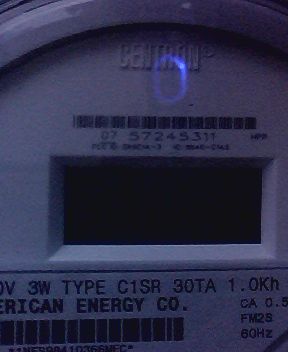 CENTRON®
07 57245311
0V 3W TYPE C1SR 30TA 1.0Kh
ERICAN ENERGY CO.
CA 0.5
FM2S
60Hz